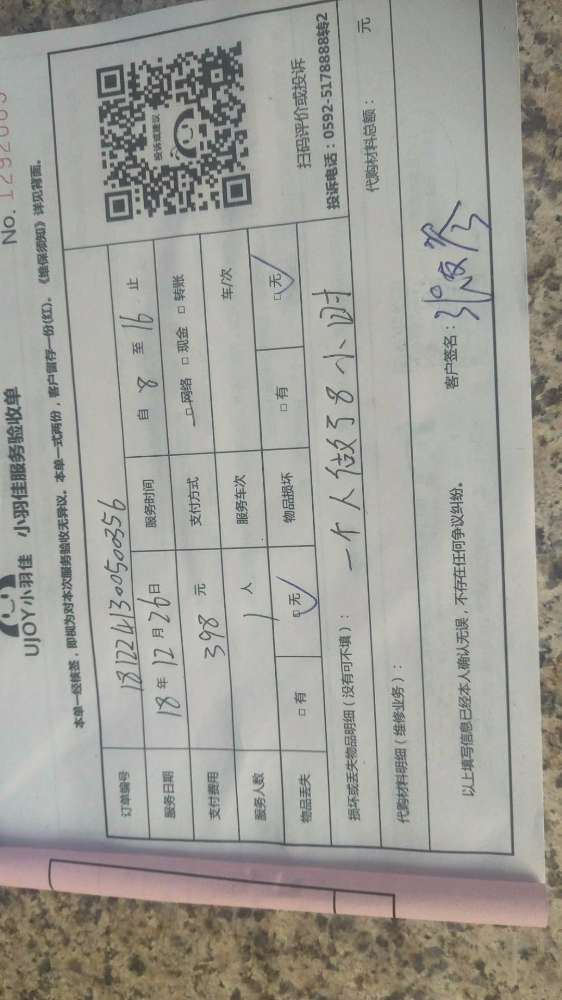 No. 1292003
UJOY小羽佳 小羽佳服务验收单
本单一经核签，即视为对本次服务验收无异议。本单一式两份，客户留存一份(红)。《维保须知》详见背面。
订单编号 181224130050356
服务日期 18年12月26日 服务时间 自 8 至 16 止
支付费用 398 元 支付方式 □网络 □现金 □转账
服务人数 1 人 服务车次 车/次
物品丢失 □有 □无 物品损坏 □有 □无
投诉或建议
扫码评价或投诉
投诉电话：0592-5178888转2
损坏或丢失物品明细（没有可不填）： 一个人做了8小时
代购材料明细（维修业务）： 代购材料总额： 元
以上填写信息已经本人确认无误，不存在任何争议纠纷。 客户签名：